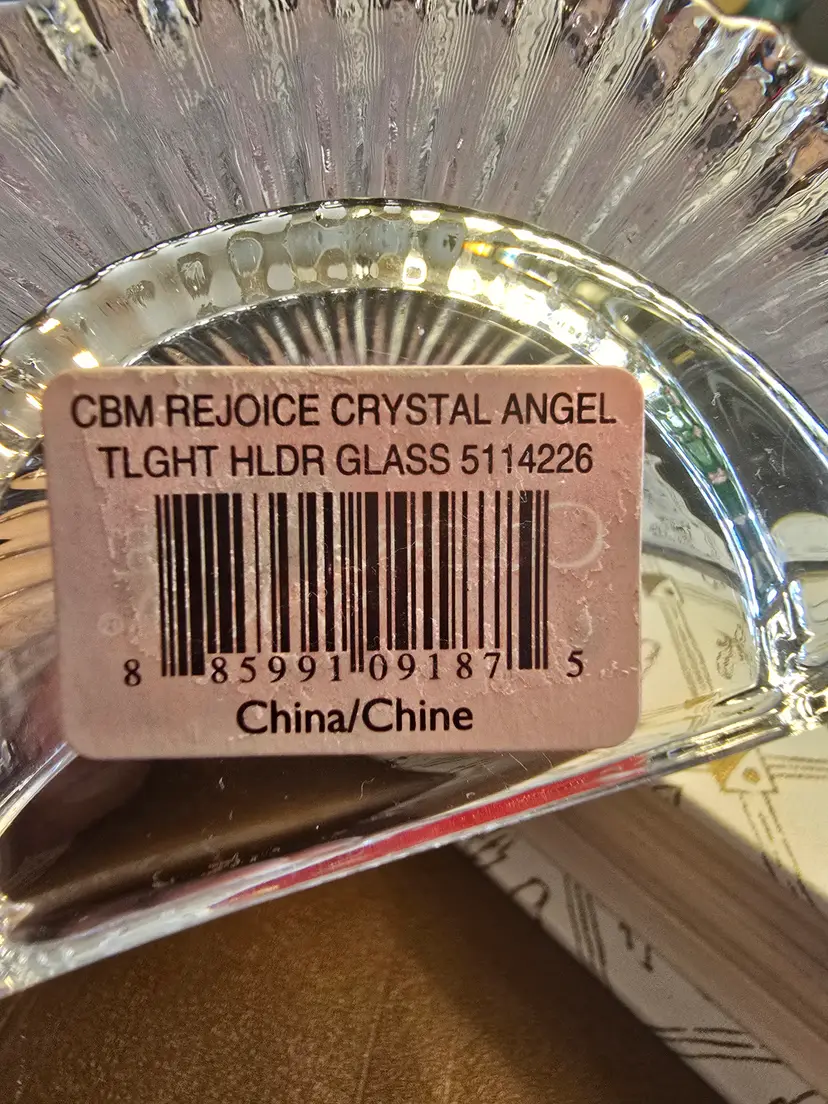 CBM REJOICE CRYSTAL ANGEL
TLGHT HLDR GLASS 5114226
8 85991 09187 5
China/Chine